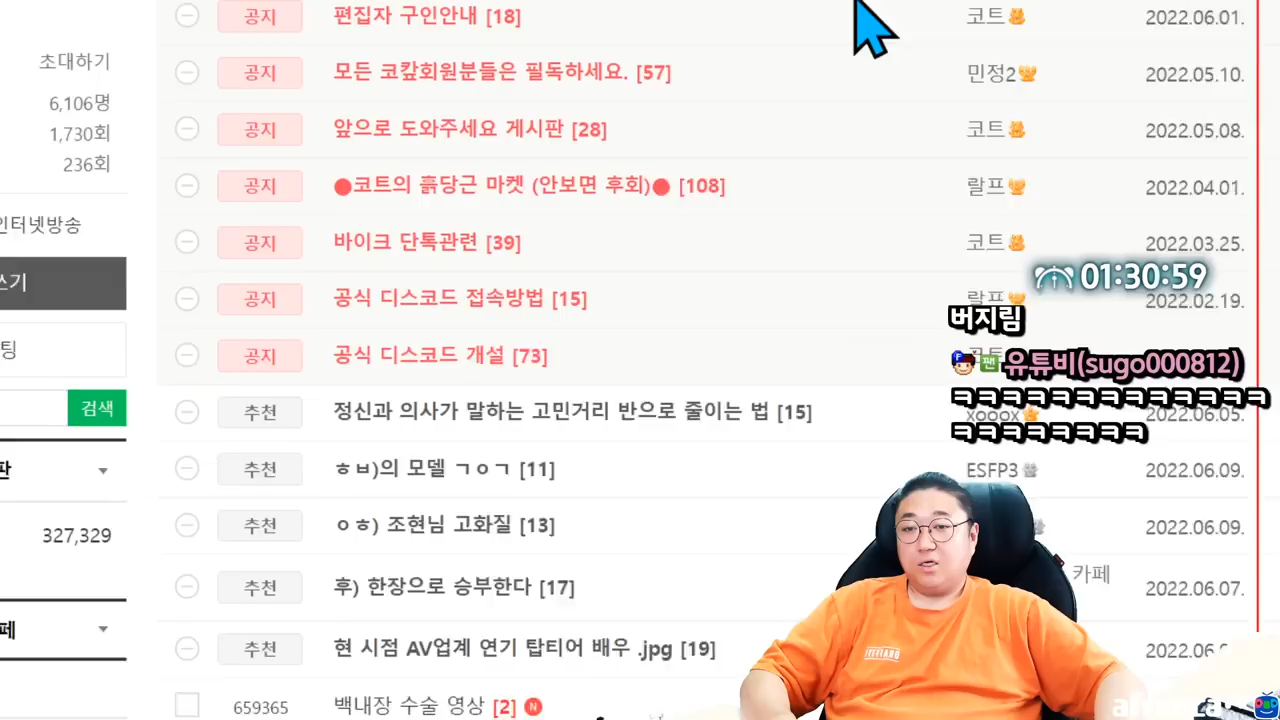 초대하기
6,106명
1,730회
236회
인터넷방송
쓰기
팅
검색
판
327,329
페
공지 편집자 구인안내 [18] 코트 2022.06.01.
공지 모든 코캎회원분들은 필독하세요. [57] 민정2 2022.05.10.
공지 앞으로 도와주세요 게시판 [28] 코트 2022.05.08.
공지 ●코트의 흙당근 마켓 (안보면 후회)● [108] 랄프 2022.04.01.
공지 바이크 단톡관련 [39] 코트 2022.03.25.
공지 공식 디스코드 접속방법 [15] 랄프 2022.02.19.
공지 공식 디스코드 개설 [73]
추천 정신과 의사가 말하는 고민거리 반으로 줄이는 법 [15] xooox 2022.06.05.
추천 ㅎㅂ)의 모델 ㄱㅇㄱ [11] ESFP3 2022.06.09.
추천 ㅇㅎ) 조현님 고화질 [13] 2022.06.09.
추천 후) 한장으로 승부한다 [17] 카페 2022.06.07.
추천 현 시점 AV업계 연기 탑티어 배우 .jpg [19] 2022.06.
659365 백내장 수술 영상 [2] N
01:30:59
버지림
F 팬 유튜비(sugo000812)
ㅋㅋㅋㅋㅋㅋㅋㅋㅋㅋㅋㅋㅋ
ㅋㅋㅋㅋㅋㅋㅋㅋ